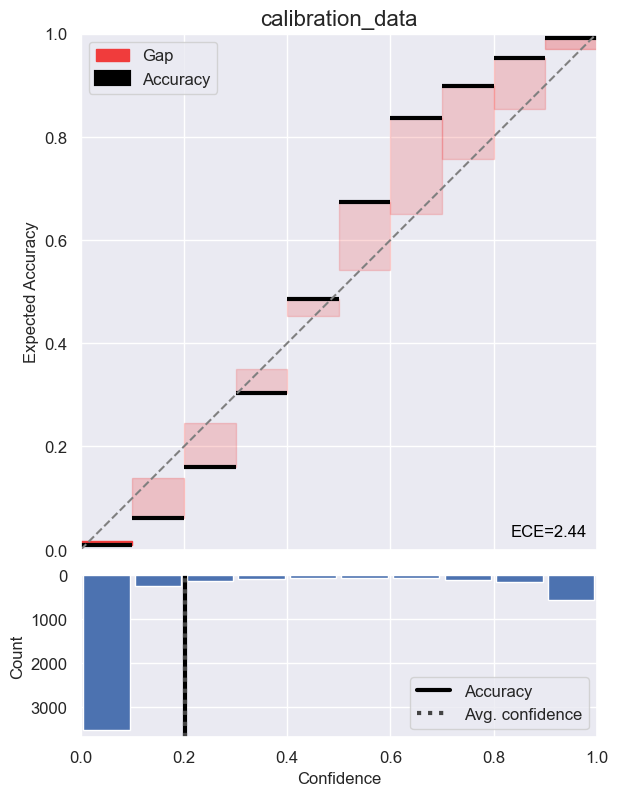 calibration_data
Gap
Accuracy
1.0
0.8
0.6
0.4
0.2
0.0
Expected Accuracy
ECE=2.44
0
1000
2000
3000
Count
Accuracy
Avg. confidence
0.0 0.2 0.4 0.6 0.8 1.0
Confidence